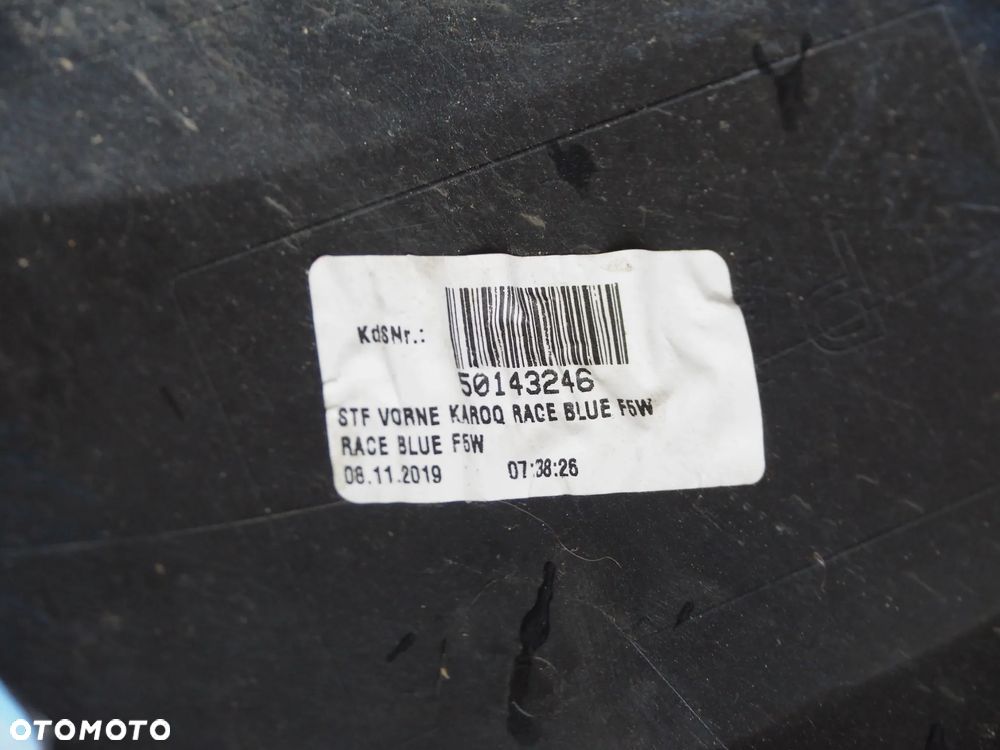 KdSNr.:
50143246
STF VORNE KAROQ RACE BLUE F5W
RACE BLUE F5W
08.11.2019 07:38:26
OTOMOTO